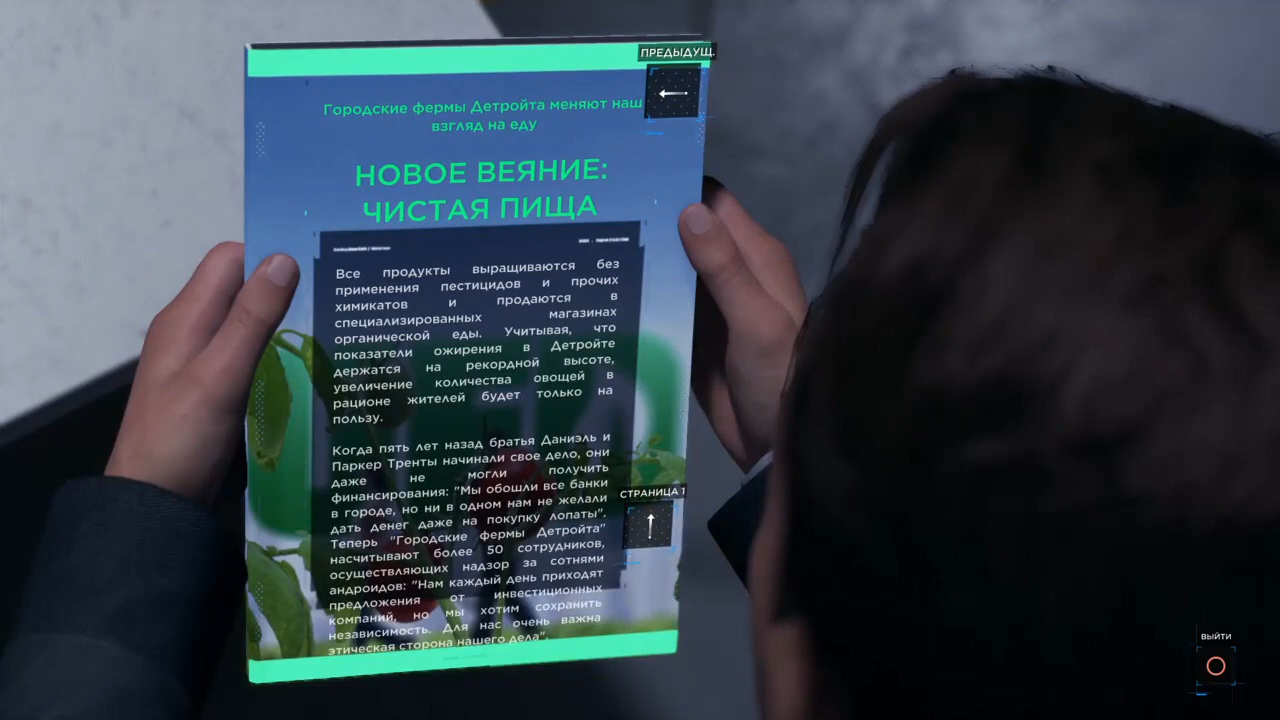 ПРЕДЫДУЩ.
Городские фермы Детройта меняют наш
взгляд на еду
НОВОЕ ВЕЯНИЕ:
ЧИСТАЯ ПИЩА
Все продукты выращиваются без
применения пестицидов и прочих
химикатов и продаются в
специализированных магазинах
органической еды. Учитывая, что
показатели ожирения в Детройте
держатся на рекордной высоте,
увеличение количества овощей в
рационе жителей будет только на
пользу.
Когда пять лет назад братья Даниэль и
Паркер Тренты начинали свое дело, они
даже не могли получить
финансирования: "Мы обошли все банки
в городе, но ни в одном нам не желали
дать денег даже на покупку лопаты".
Теперь "Городские фермы Детройта"
насчитывают более 50 сотрудников,
осуществляющих надзор за сотнями
андроидов: "Нам каждый день приходят
предложения от инвестиционных
компаний, но мы хотим сохранить
независимость. Для нас очень важна
этическая сторона нашего дела".
СТРАНИЦА 1
ВЫЙТИ